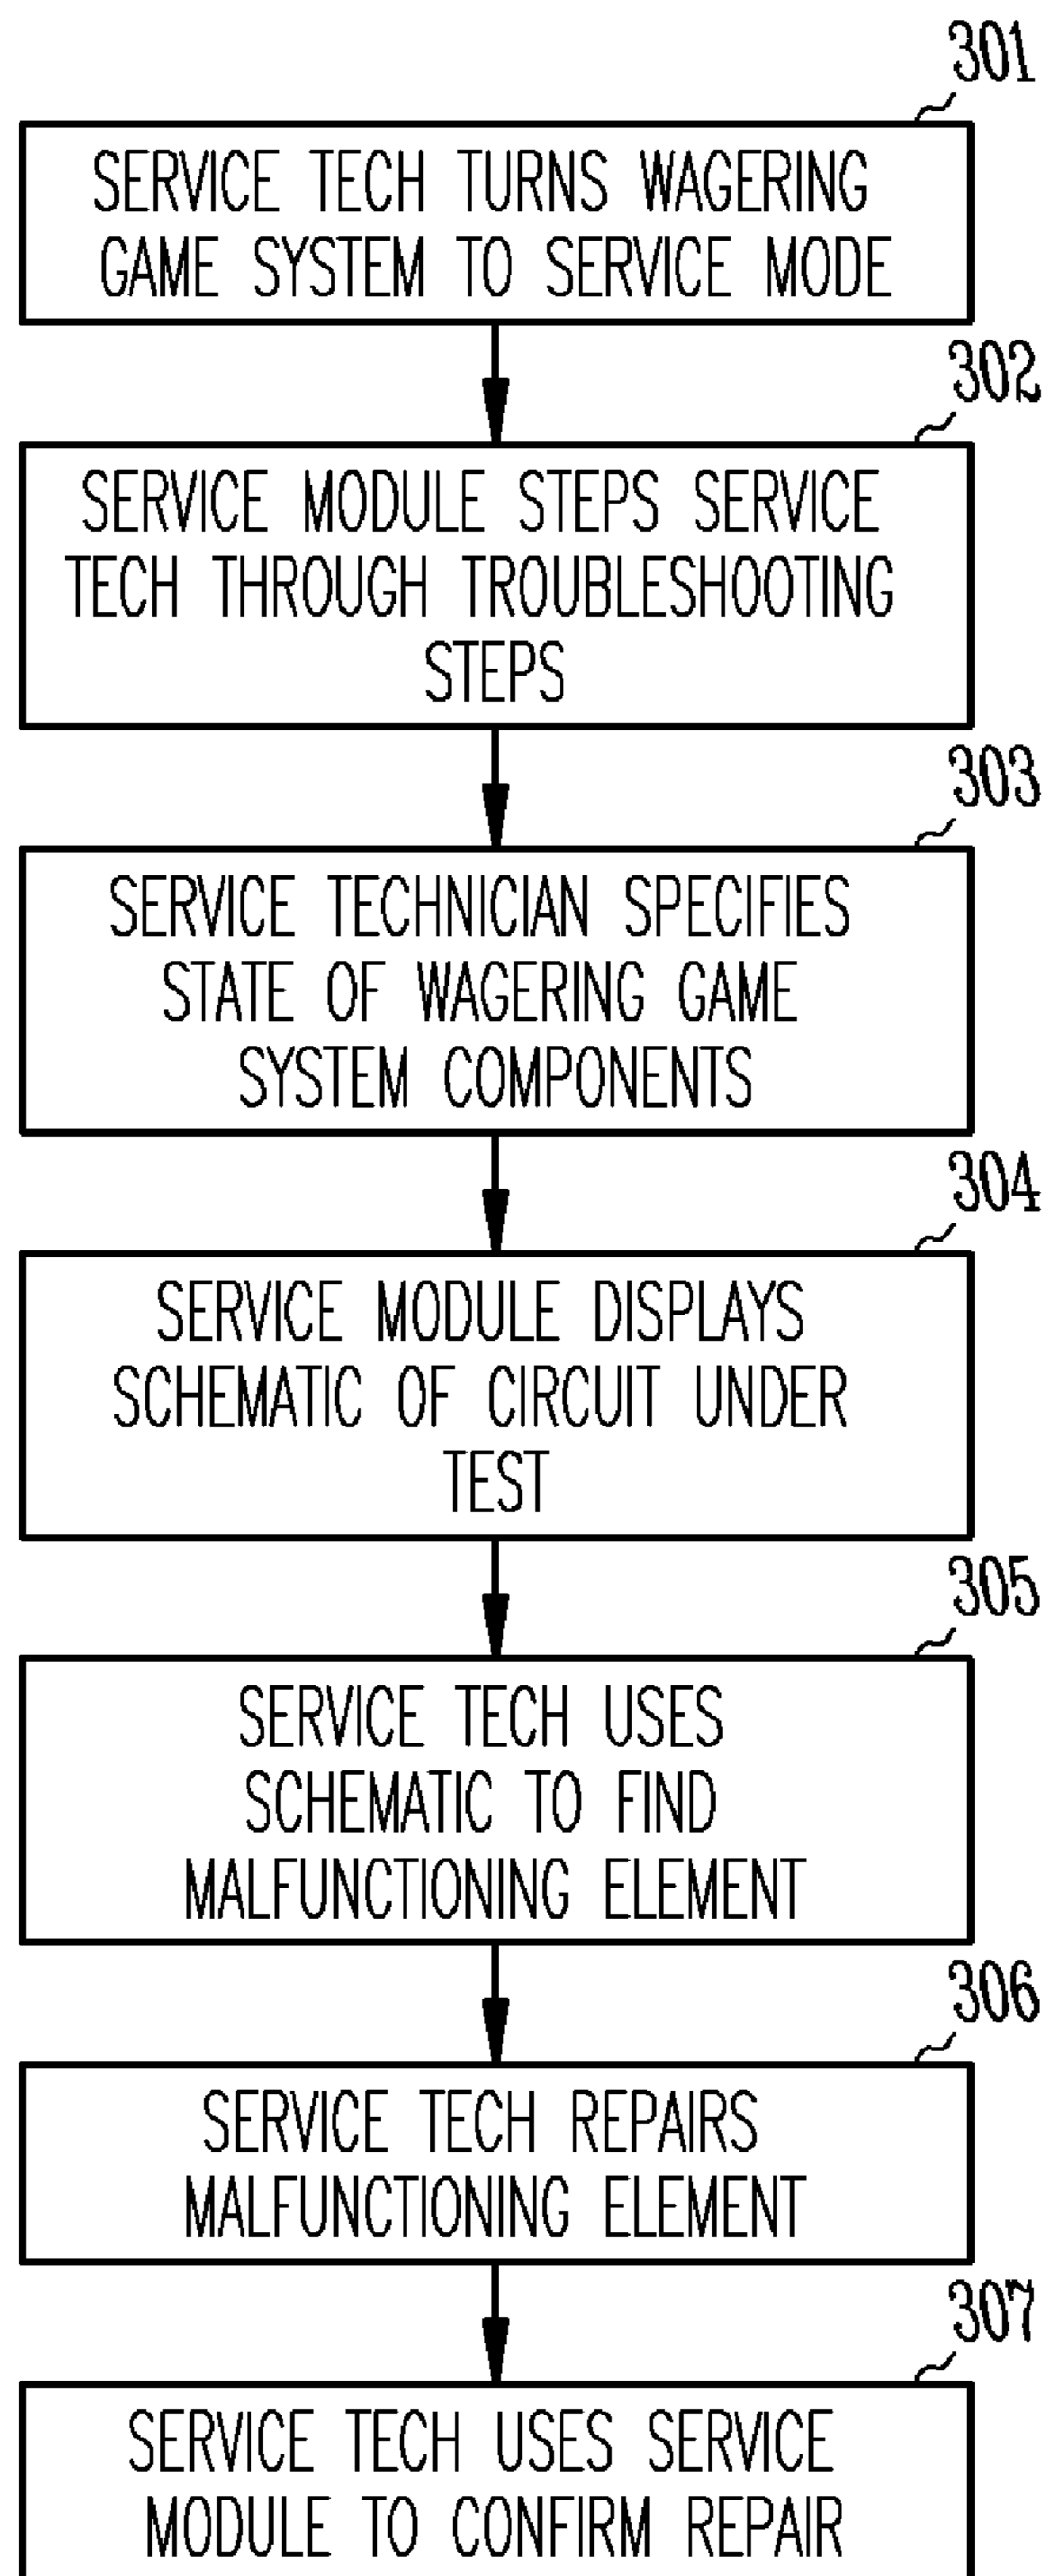 301
SERVICE TECH TURNS WAGERING
GAME SYSTEM TO SERVICE MODE
302
SERVICE MODULE STEPS SERVICE
TECH THROUGH TROUBLESHOOTING
STEPS
303
SERVICE TECHNICIAN SPECIFIES
STATE OF WAGERING GAME
SYSTEM COMPONENTS
304
SERVICE MODULE DISPLAYS
SCHEMATIC OF CIRCUIT UNDER
TEST
305
SERVICE TECH USES
SCHEMATIC TO FIND
MALFUNCTIONING ELEMENT
306
SERVICE TECH REPAIRS
MALFUNCTIONING ELEMENT
307
SERVICE TECH USES SERVICE
MODULE TO CONFIRM REPAIR